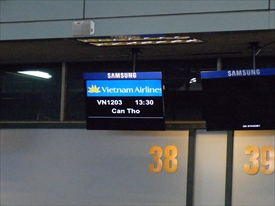 SAMSUNG
Vietnam Airlines
VN1203 13:30
Can Tho
SAMSUNG
38
39